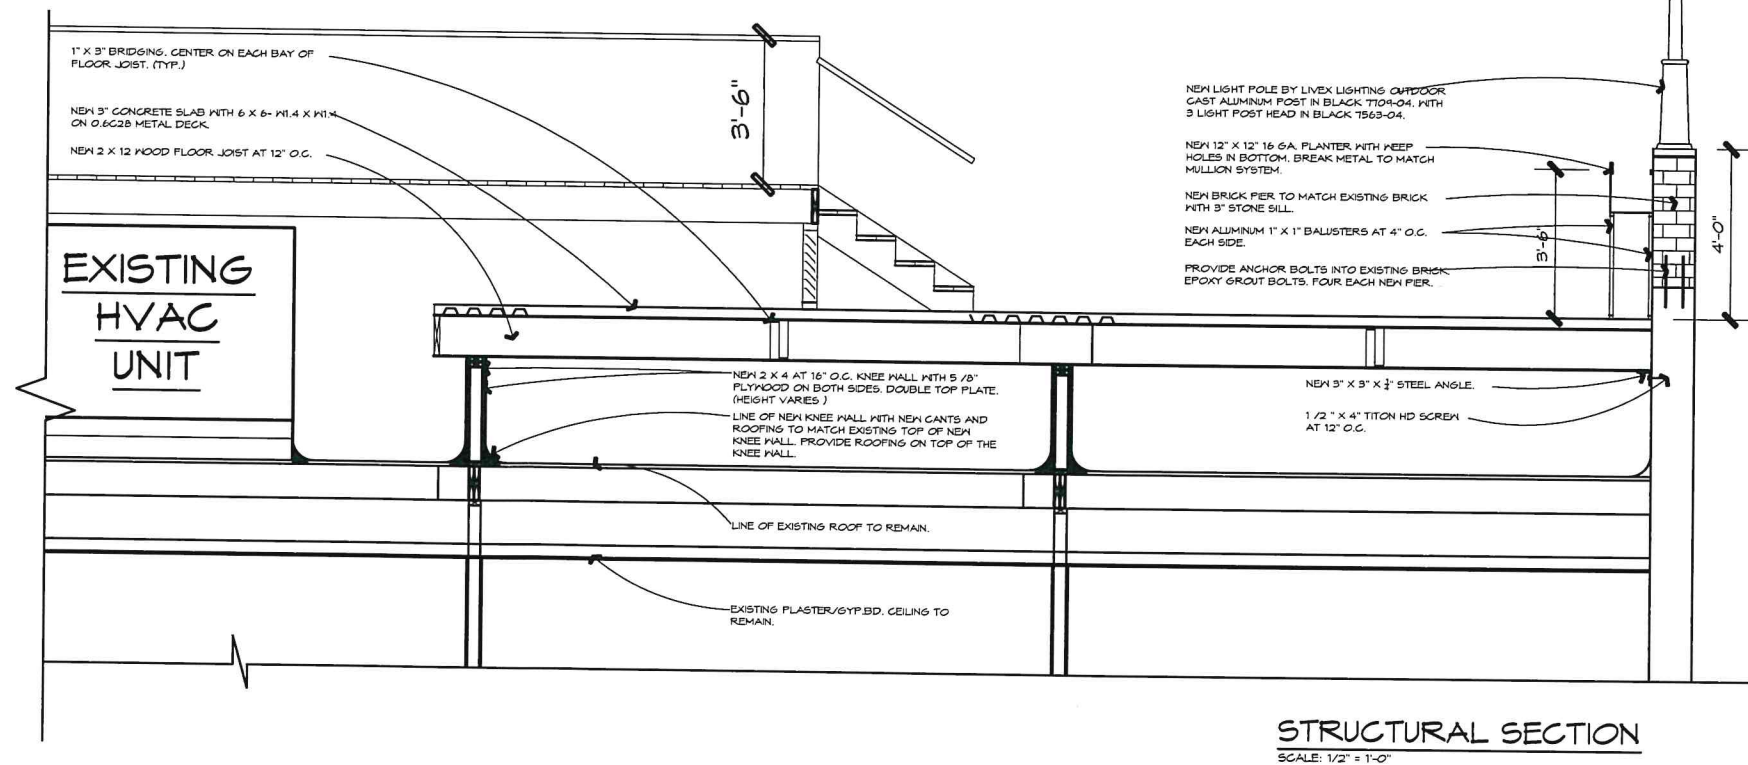 1" X 3" BRIDGING. CENTER ON EACH BAY OF
FLOOR JOIST. (TYP.)
NEW 3" CONCRETE SLAB WITH 6 X 6- W1.4 X W1.4
ON 0.6C28 METAL DECK.
NEW 2 X 12 WOOD FLOOR JOIST AT 12" O.C.
3'-6"
EXISTING
HVAC
UNIT
NEW LIGHT POLE BY LIVEX LIGHTING OUTDOOR
CAST ALUMINUM POST IN BLACK 7709-04. WITH
3 LIGHT POST HEAD IN BLACK 7563-04.
NEW 12" X 12" 16 GA. PLANTER WITH WEEP
HOLES IN BOTTOM. BREAK METAL TO MATCH
MULLION SYSTEM.
NEW BRICK PIER TO MATCH EXISTING BRICK
WITH 3" STONE SILL.
NEW ALUMINUM 1" X 1" BALUSTERS AT 4" O.C.
EACH SIDE.
PROVIDE ANCHOR BOLTS INTO EXISTING BRICK.
EPOXY GROUT BOLTS. FOUR EACH NEW PIER.
3'-6"
4'-0"
NEW 2 X 4 AT 16" O.C. KNEE WALL WITH 5 /8"
PLYWOOD ON BOTH SIDES. DOUBLE TOP PLATE.
(HEIGHT VARIES )
LINE OF NEW KNEE WALL WITH NEW CANTS AND
ROOFING TO MATCH EXISTING TOP OF NEW
KNEE WALL. PROVIDE ROOFING ON TOP OF THE
KNEE WALL.
NEW 3" X 3" X 1/4" STEEL ANGLE.
1 /2 " X 4" TITON HD SCREW
AT 12" O.C.
LINE OF EXISTING ROOF TO REMAIN.
EXISTING PLASTER/GYP.BD. CEILING TO
REMAIN.
STRUCTURAL SECTION
SCALE: 1/2" = 1'-0"